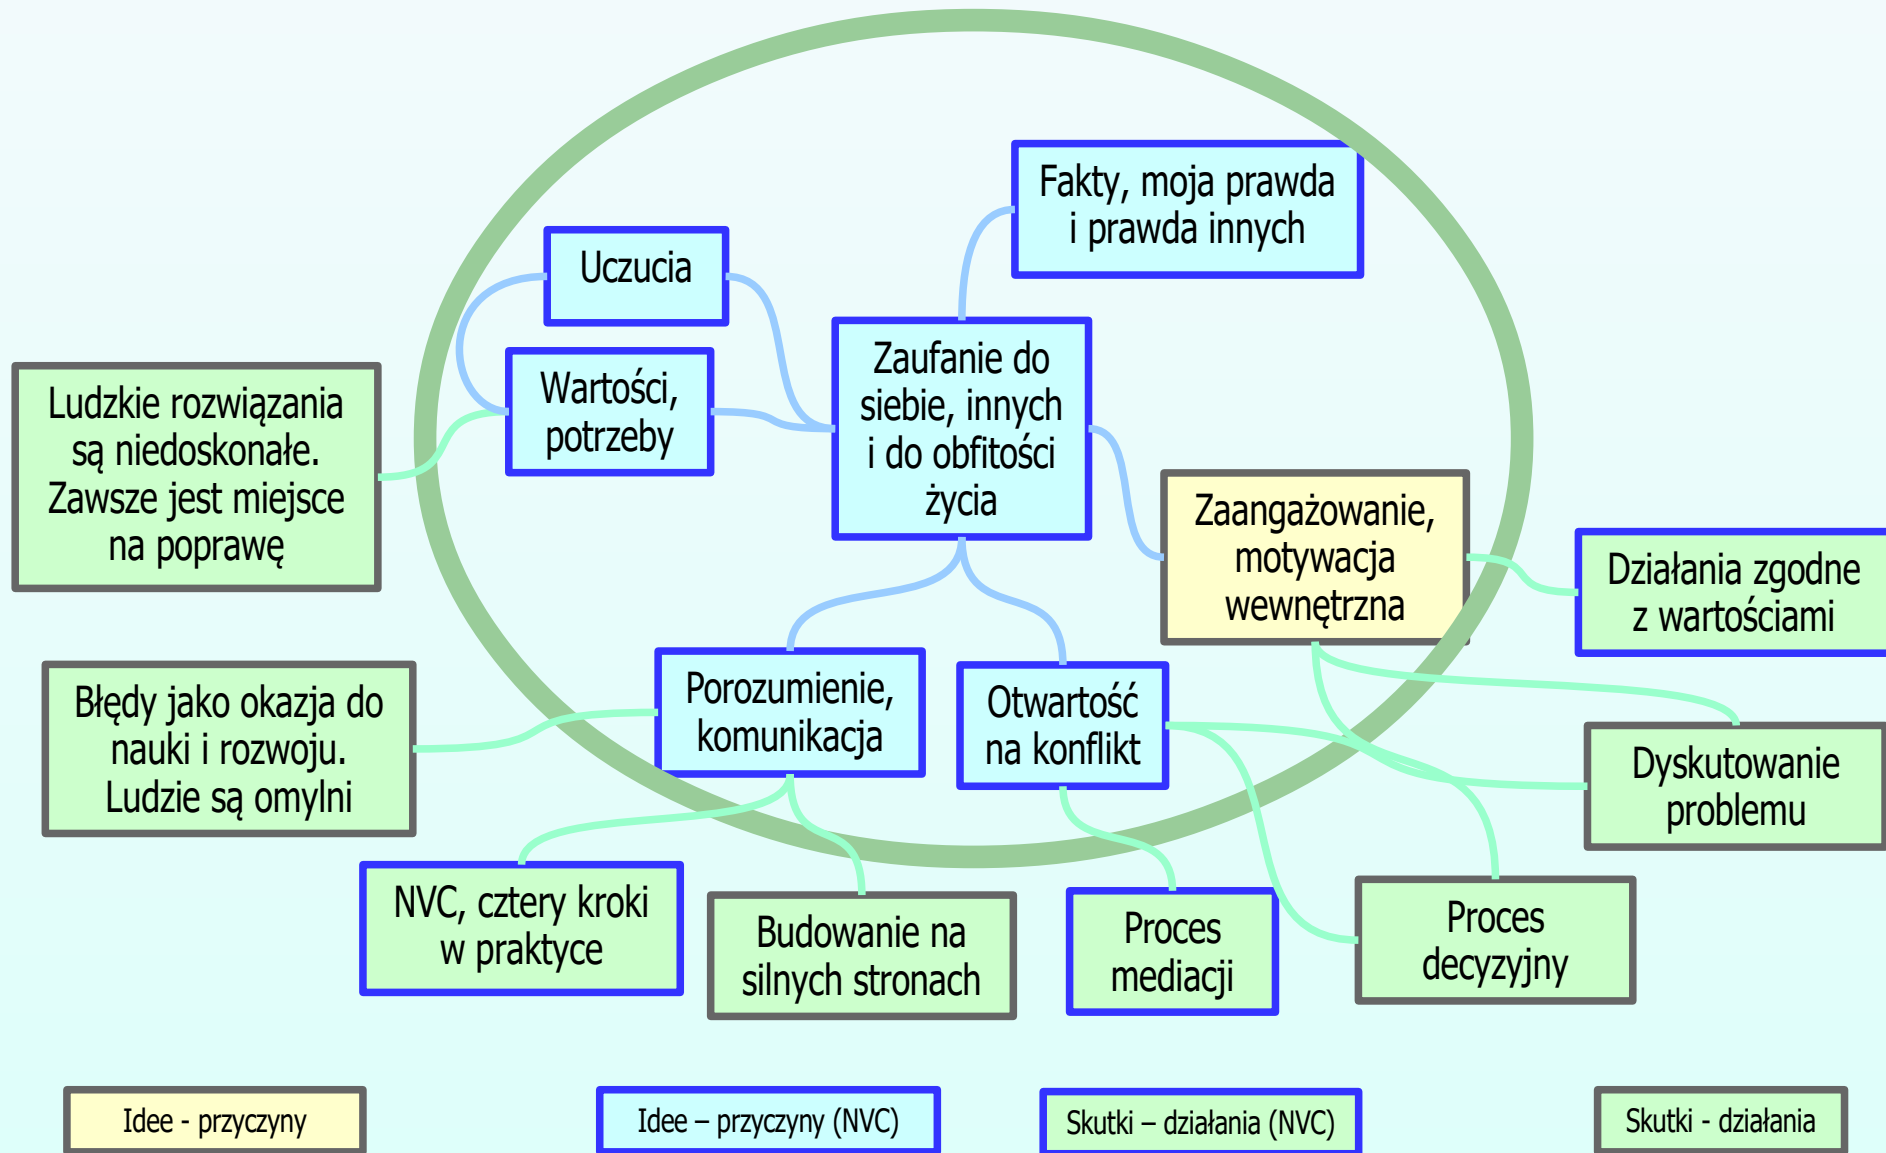 Fakty, moja prawda
i prawda innych
Uczucia
Wartości,
potrzeby
Zaufanie do
siebie, innych
i do obfitości
życia
Ludzkie rozwiązania
są niedoskonałe.
Zawsze jest miejsce
na poprawę
Zaangażowanie,
motywacja
wewnętrzna
Działania zgodne
z wartościami
Błędy jako okazja do
nauki i rozwoju.
Ludzie są omylni
Porozumienie,
komunikacja
Otwartość
na konflikt
Dyskutowanie
problemu
NVC, cztery kroki
w praktyce
Budowanie na
silnych stronach
Proces
mediacji
Proces
decyzyjny
Idee - przyczyny
Idee – przyczyny (NVC)
Skutki – działania (NVC)
Skutki - działania